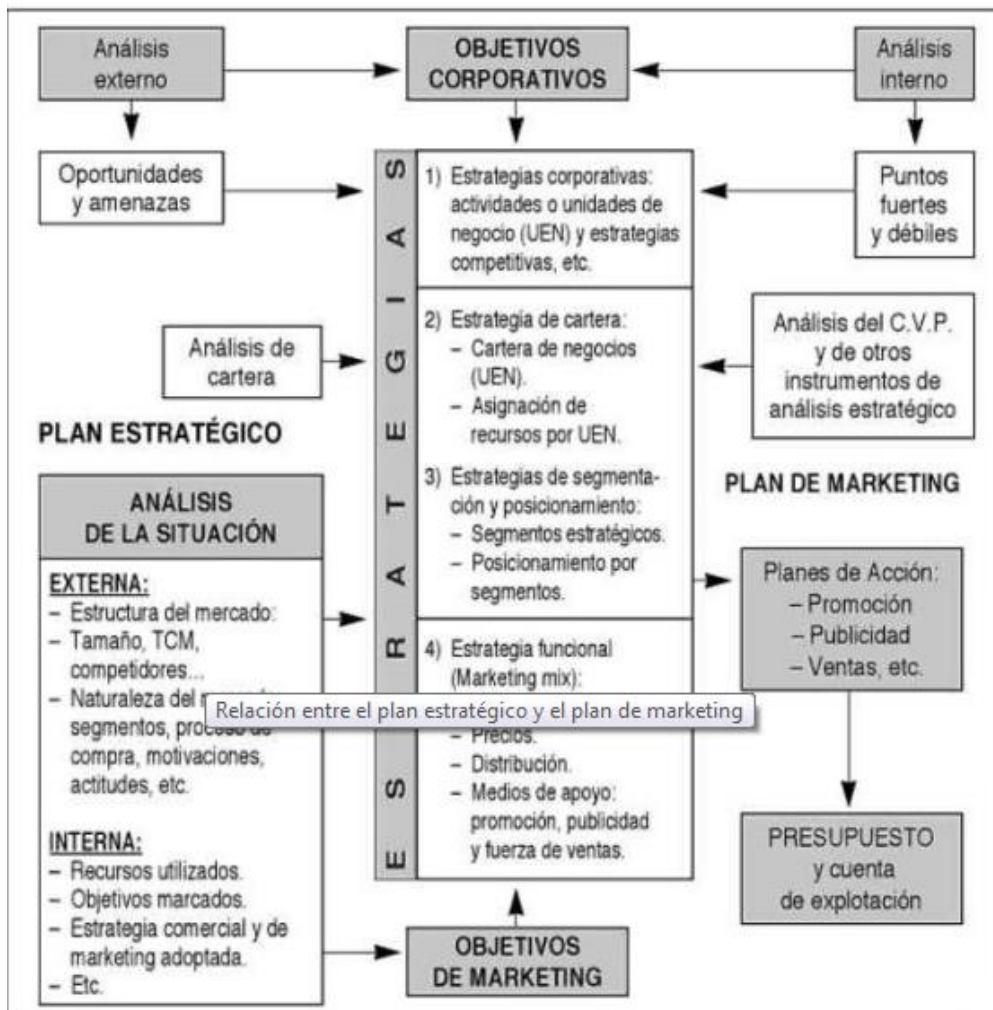 Análisis
externo
OBJETIVOS
CORPORATIVOS
Análisis
interno
Oportunidades
y amenazas
ESTRATEGIAS
1) Estrategias corporativas:
actividades o unidades de
negocio (UEN) y estrategias
competitivas, etc.
Puntos
fuertes
y débiles
Análisis de
cartera
2) Estrategia de cartera:
– Cartera de negocios
(UEN).
– Asignación de
recursos por UEN.
3) Estrategias de segmenta-
ción y posicionamiento:
– Segmentos estratégicos.
– Posicionamiento por
segmentos.
Análisis del C.V.P.
y de otros
instrumentos de
análisis estratégico
PLAN ESTRATÉGICO
PLAN DE MARKETING
ANÁLISIS
DE LA SITUACIÓN
EXTERNA:
– Estructura del mercado:
– Tamaño, TCM,
competidores...
– Naturaleza del
segmentos,
compra, motivaciones,
actitudes, etc.
INTERNA:
– Recursos utilizados.
– Objetivos marcados.
– Estrategia comercial y de
marketing adoptada.
– Etc.
4) Estrategia funcional
(Marketing mix):
Relación entre el plan estratégico y el plan de marketing
– Precios.
– Distribución.
– Medios de apoyo:
promoción, publicidad
y fuerza de ventas.
Planes de Acción:
– Promoción
– Publicidad
– Ventas, etc.
PRESUPUESTO
y cuenta
de explotación
OBJETIVOS
DE MARKETING